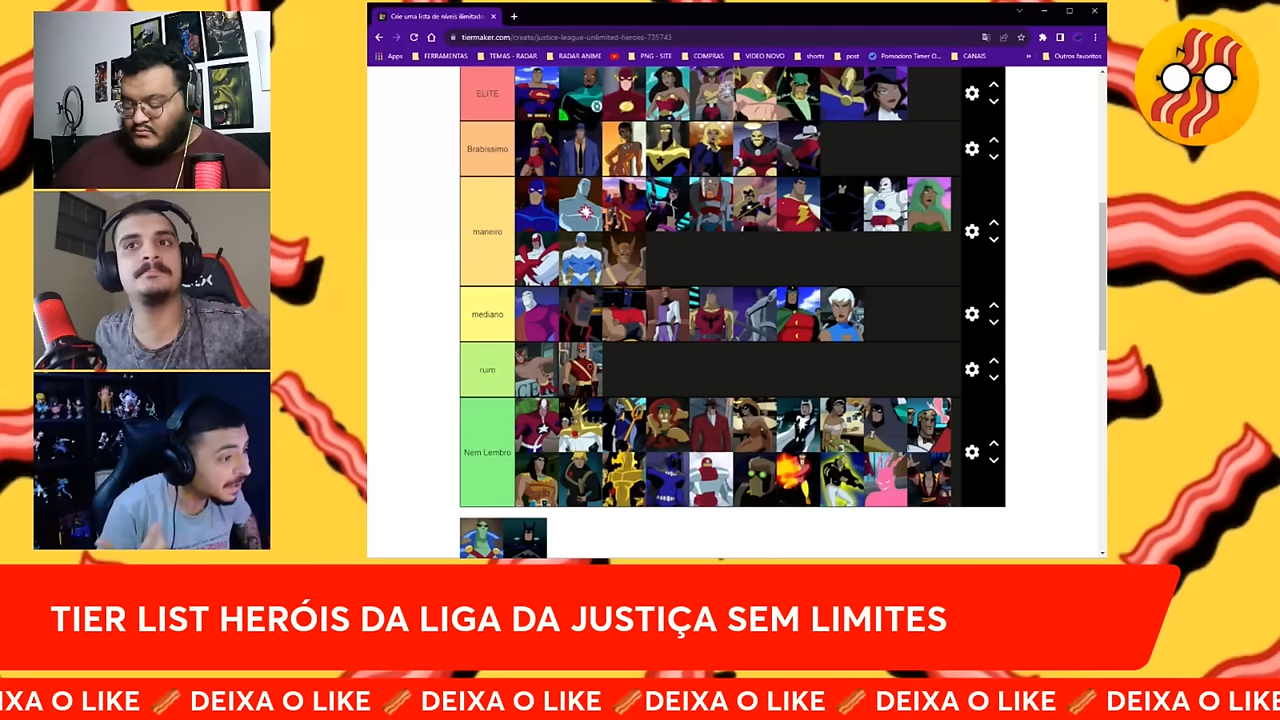 Crie uma lista de níveis ilimitado
tiermaker.com/create/justice-league-unlimited-heroes-735743
Apps
FERRAMENTAS
TEMAS - RADAR
RADAR ANIME
PNG - SITE
COMPRAS
VIDEO NOVO
shorts
post
Pomodoro Timer O...
CANAIS
»
Outros favoritos
ELITE
Brabissimo
maneiro
mediano
ruim
Nem Lembro
TIER LIST HERÓIS DA LIGA DA JUSTIÇA SEM LIMITES
IXA O LIKE DEIXA O LIKE DEIXA O LIKE DEIXA O LIKE DEIXA O LIKE DEIXA O LIKE